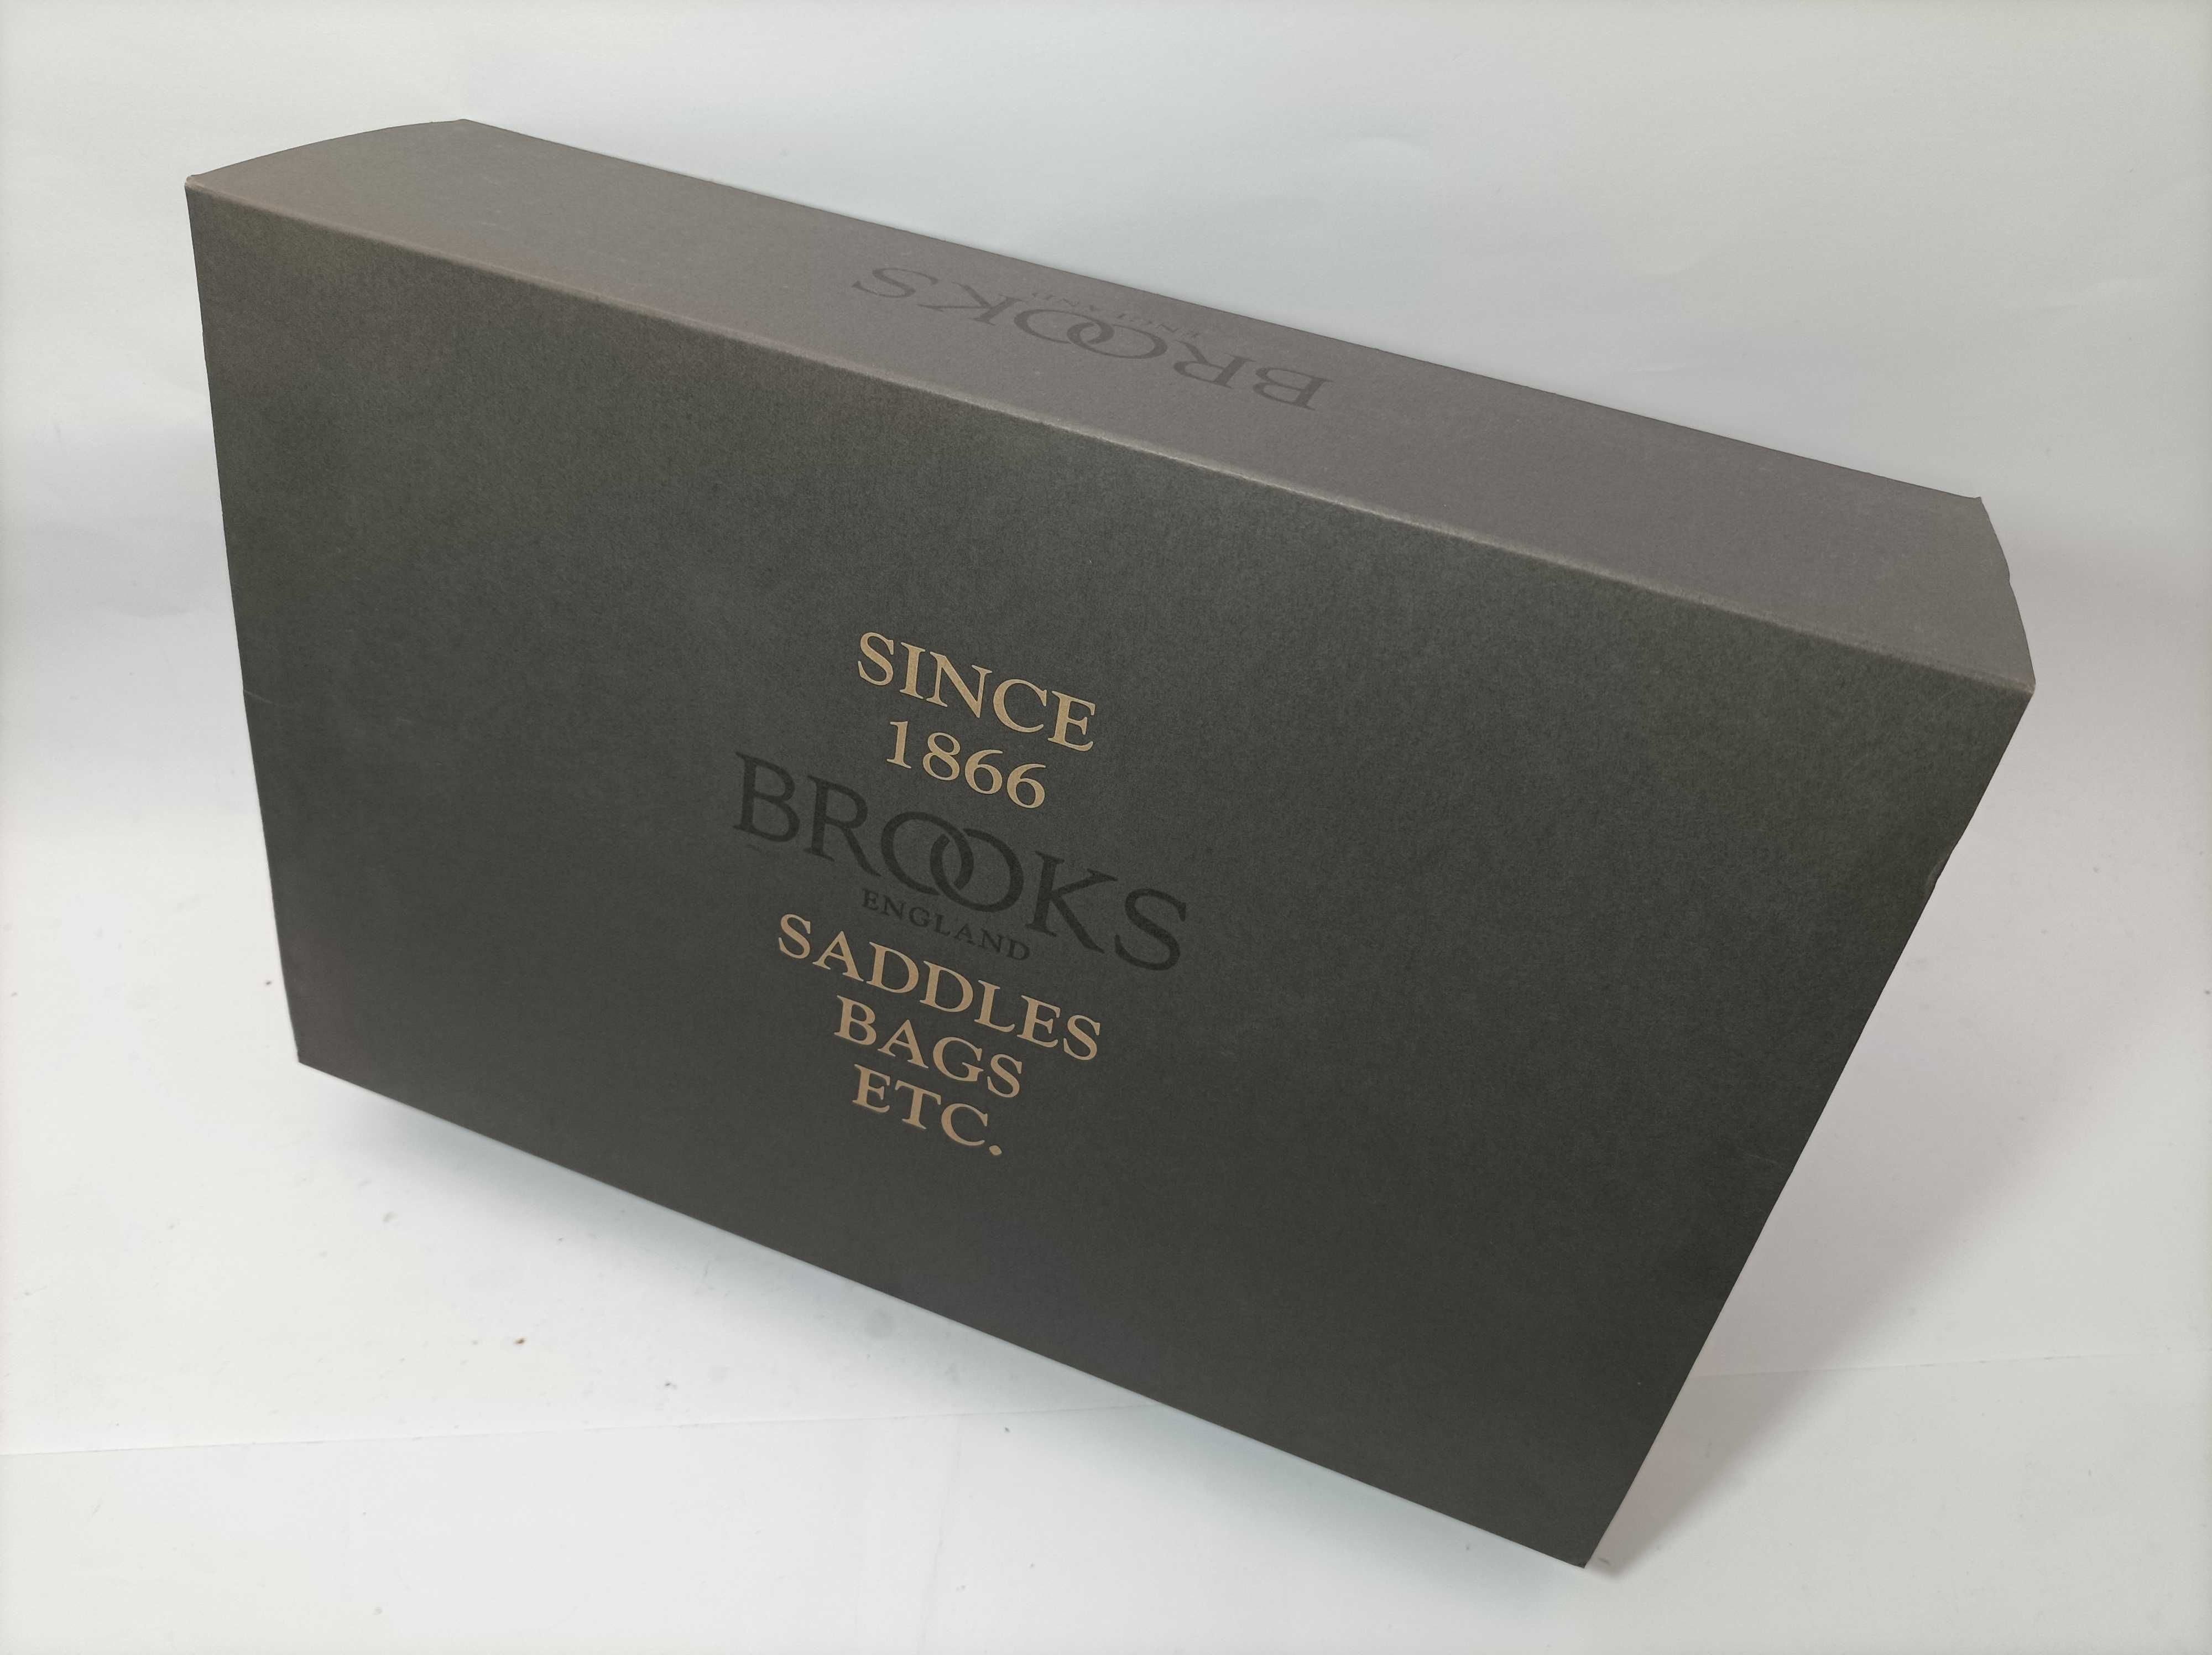 BROOKS
ENGLAND
SINCE
1866
BROOKS
ENGLAND
SADDLES
BAGS
ETC.